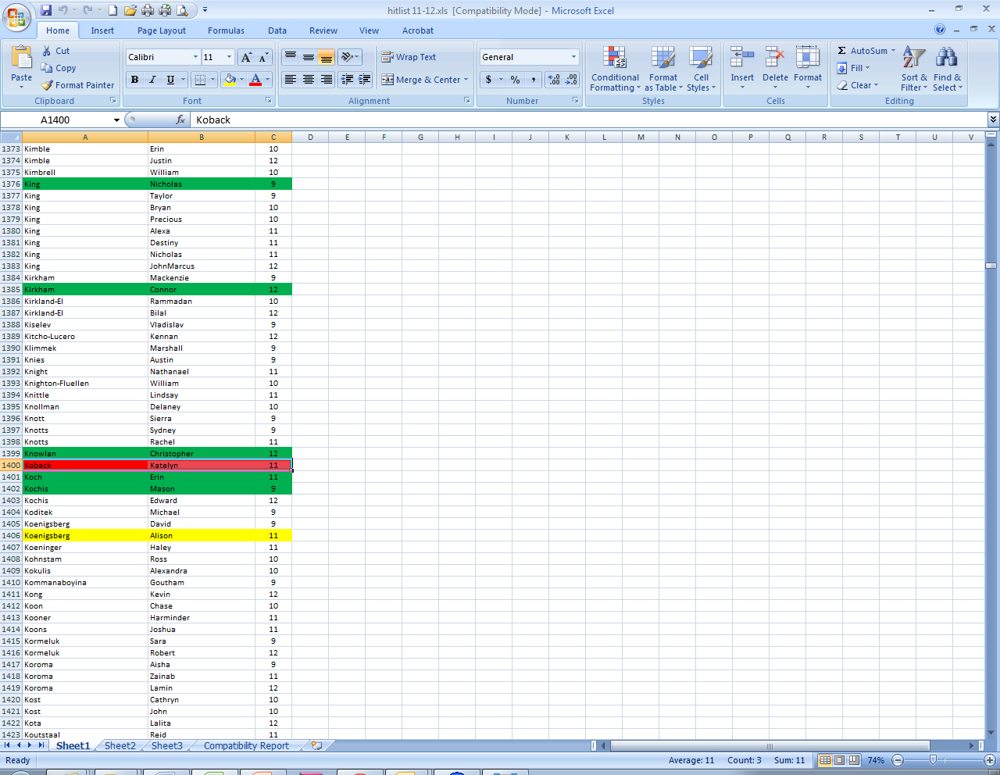 hitlist 11-12.xls [Compatibility Mode] - Microsoft Excel
Home Insert Page Layout Formulas Data Review View Acrobat
Paste
Cut
Copy
Format Painter
Clipboard
Calibri 11
B I U
Font
Wrap Text
Merge & Center
Alignment
General
$ % ,
Number
Conditional Formatting
Format as Table
Cell Styles
Styles
Insert Delete Format
Cells
AutoSum
Fill
Clear
Sort & Filter
Find & Select
Editing
A1400 fx Koback
A B C D E F G H I J K L M N O P Q R S T U V
1373 Kimble Erin 10
1374 Kimble Justin 12
1375 Kimbrell William 10
1376 King Nicholas 9
1377 King Taylor 9
1378 King Bryan 10
1379 King Precious 10
1380 King Alexa 11
1381 King Destiny 11
1382 King Nicholas 11
1383 King JohnMarcus 12
1384 Kirkham Mackenzie 9
1385 Kirkham Connor 12
1386 Kirkland-El Rammadan 10
1387 Kirkland-El Bilal 12
1388 Kiselev Vladislav 9
1389 Kitcho-Lucero Kennan 12
1390 Klimmek Marshall 9
1391 Knies Austin 9
1392 Knight Nathanael 11
1393 Knighton-Fluellen William 10
1394 Knittle Lindsay 11
1395 Knollman Delaney 10
1396 Knott Sierra 9
1397 Knotts Sydney 9
1398 Knotts Rachel 11
1399 Knowlan Christopher 12
1400 Koback Katelyn 11
1401 Koch Erin 11
1402 Kochis Mason 9
1403 Kochis Edward 12
1404 Koditek Michael 9
1405 Koenigsberg David 9
1406 Koenigsberg Alison 11
1407 Koeninger Haley 11
1408 Kohnstam Ross 10
1409 Kokulis Alexandra 10
1410 Kommanaboyina Goutham 9
1411 Kong Kevin 12
1412 Koon Chase 10
1413 Kooner Harminder 11
1414 Koons Joshua 11
1415 Kormeluk Sara 9
1416 Kormeluk Robert 12
1417 Koroma Aisha 9
1418 Koroma Zainab 11
1419 Koroma Lamin 12
1420 Kost Cathryn 10
1421 Kost John 10
1422 Kota Lalita 12
1423 Koutstaal Reid 11
Sheet1 Sheet2 Sheet3 Compatibility Report
Ready Average: 11 Count: 3 Sum: 11 74%